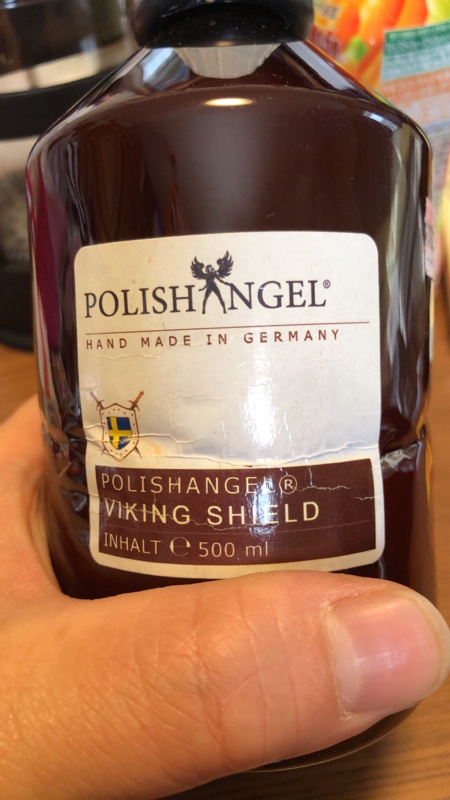 POLISHANGEL®
HAND MADE IN GERMANY
POLISHANGEL®
VIKING SHIELD
INHALT ℮ 500 ml